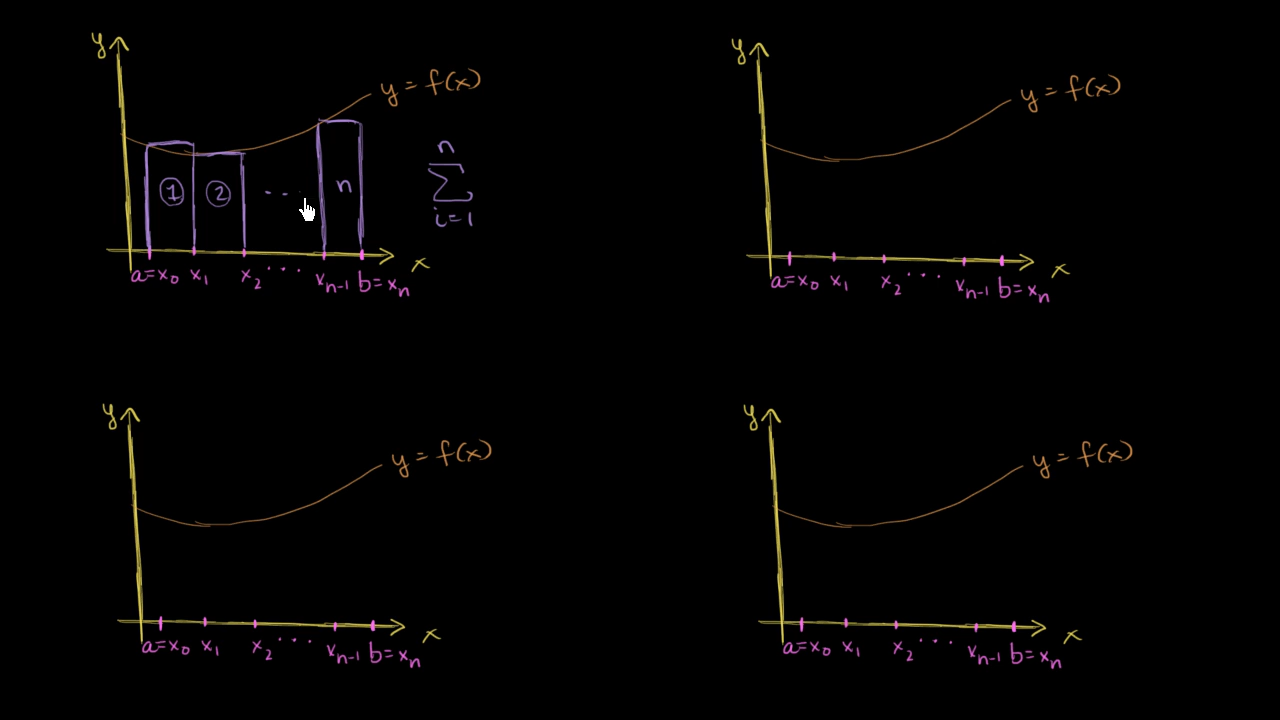 y
y = f(x)
① ② ... n
n
Σ
i=1
x
a=x₀ x₁ x₂ ... xₙ₋₁ b=xₙ
y
y = f(x)
x
a=x₀ x₁ x₂ ... xₙ₋₁ b=xₙ
y
y = f(x)
x
a=x₀ x₁ x₂ ... xₙ₋₁ b=xₙ
y
y = f(x)
x
a=x₀ x₁ x₂ ... xₙ₋₁ b=xₙ